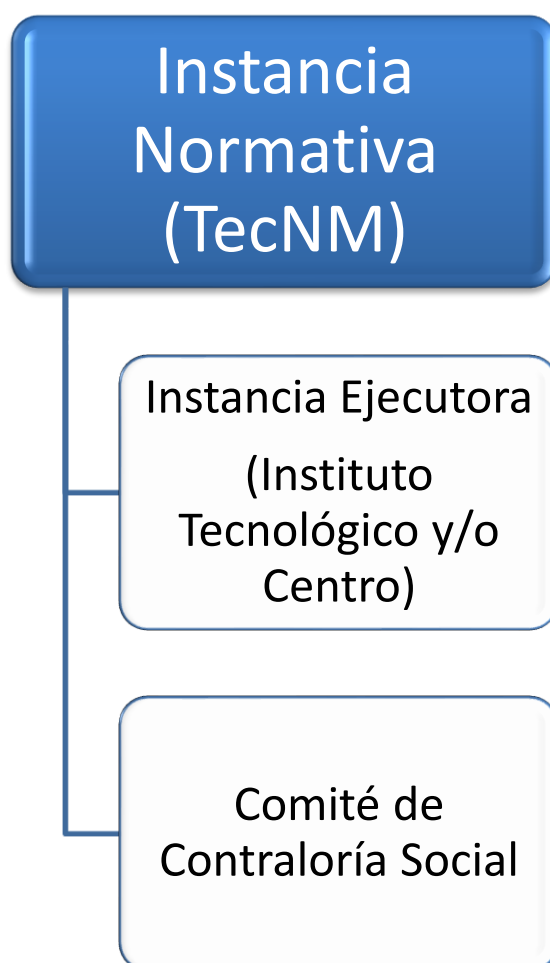 Instancia
Normativa
(TecNM)
Instancia Ejecutora
(Instituto
Tecnológico y/o
Centro)
Comité de
Contraloría Social